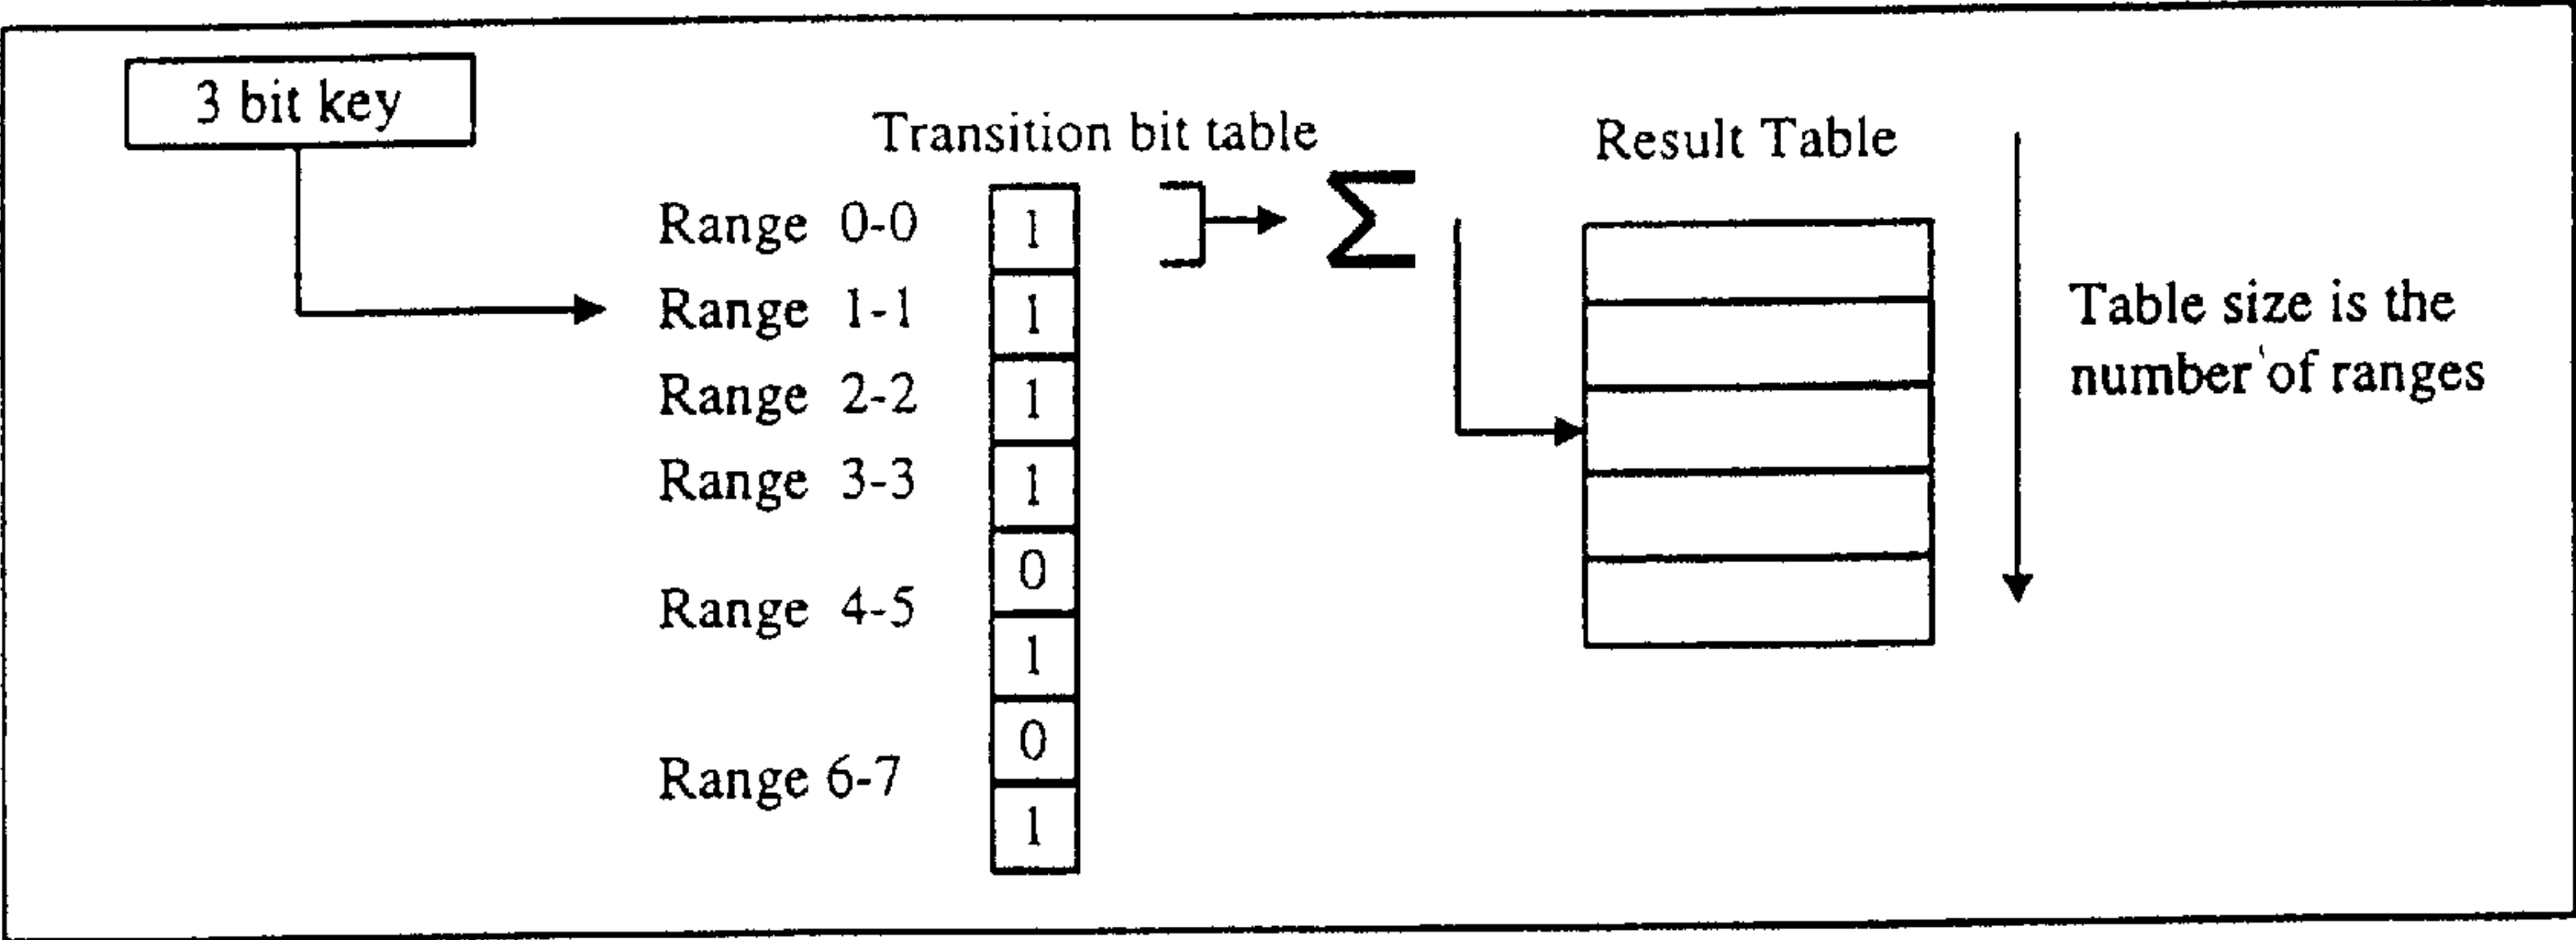 3 bit key
Transition bit table
Result Table
Range 0-0
1
Σ
Range 1-1
1
Range 2-2
1
Range 3-3
1
0
Range 4-5
1
0
Range 6-7
1
Table size is the
number of ranges